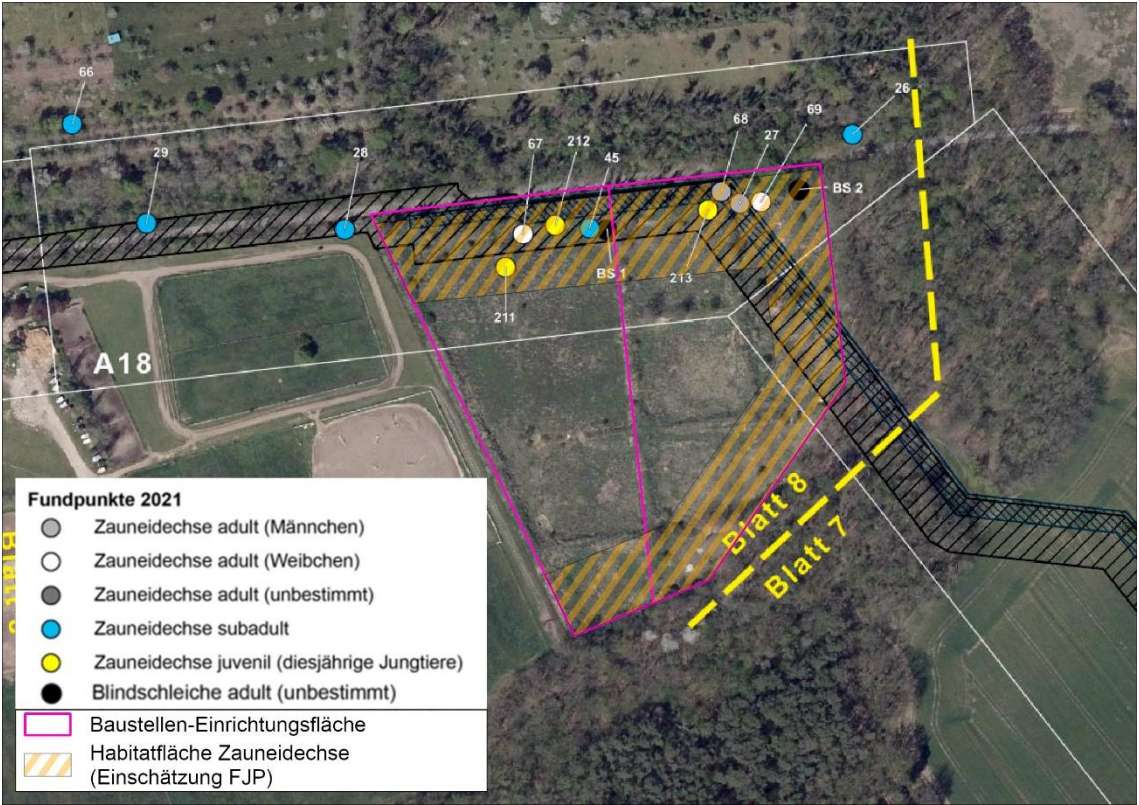 66
26
68
27
69
29
28
67
212
45
BS 2
BS 1
213
211
A18
Blatt 8
Blatt 7
Fundpunkte 2021
Zauneidechse adult (Männchen)
Zauneidechse adult (Weibchen)
Zauneidechse adult (unbestimmt)
Zauneidechse subadult
Zauneidechse juvenil (diesjährige Jungtiere)
Blindschleiche adult (unbestimmt)
Baustellen-Einrichtungsfläche
Habitatfläche Zauneidechse
(Einschätzung FJP)